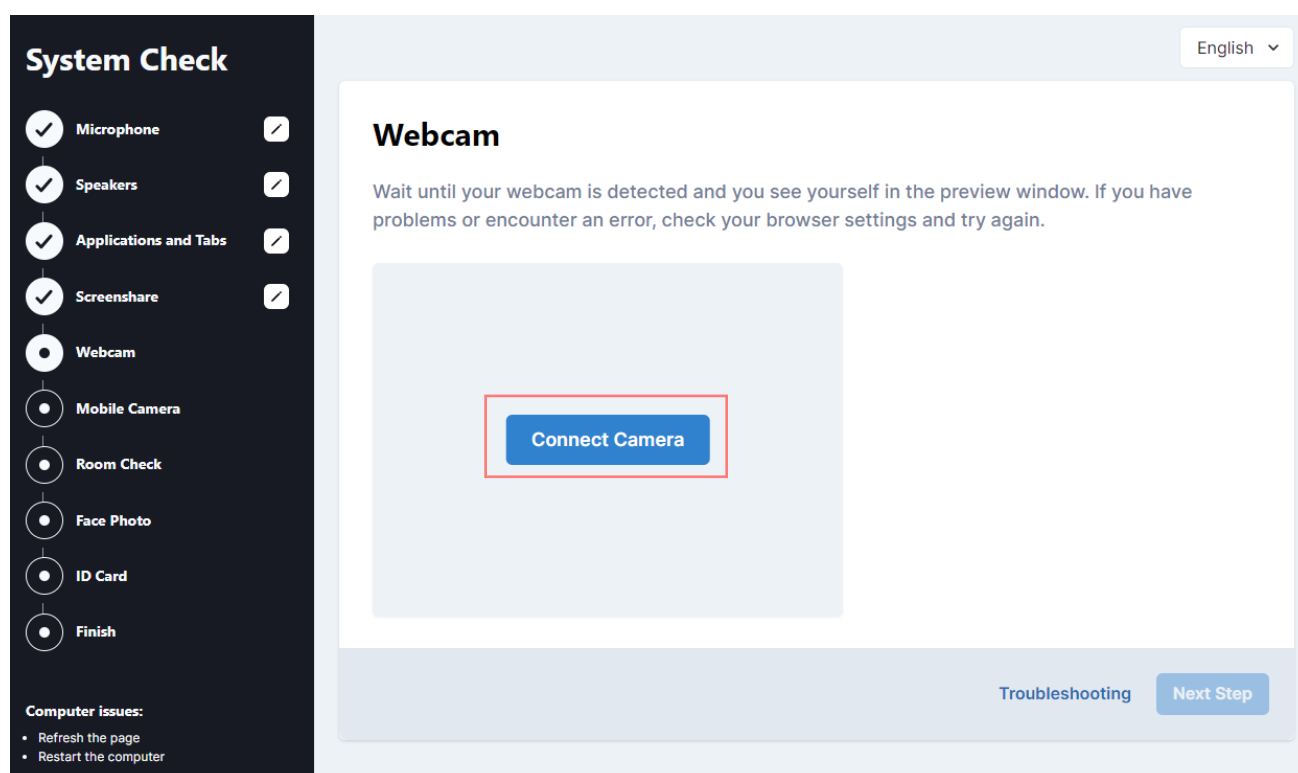 System Check
Microphone
Speakers
Applications and Tabs
Screenshare
Webcam
Mobile Camera
Room Check
Face Photo
ID Card
Finish
Computer issues:
• Refresh the page
• Restart the computer
English
Webcam
Wait until your webcam is detected and you see yourself in the preview window. If you have
problems or encounter an error, check your browser settings and try again.
Connect Camera
Troubleshooting
Next Step